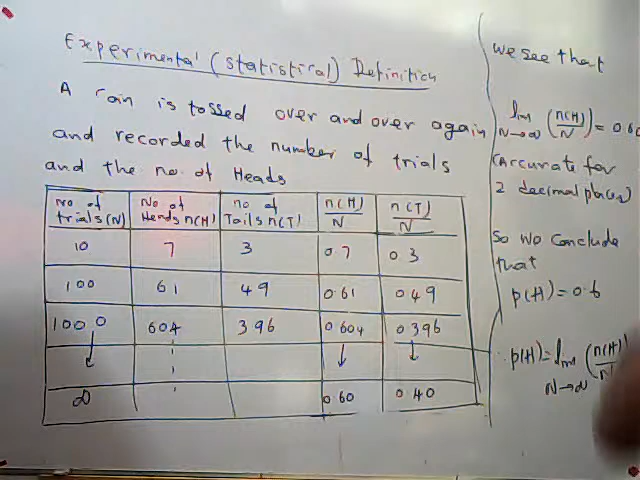 Experimental (Statistical) Definition
A coin is tossed over and over again
and recorded the number of trials
and the no. of Heads
No of trials (N) No of Heads n(H) no of Tails n(T) n(H)/N n(T)/N
10 7 3 0.7 0.3
100 61 49 0.61 0.49
1000 604 396 0.604 0.396
∞ 0.60 0.40
we see that
lim N→∞ (n(H)/N) = 0.60
(Accurate for
2 decimal places)
So we conclude
that
p(H) = 0.6
p(H) = lim N→∞ (n(H)/N